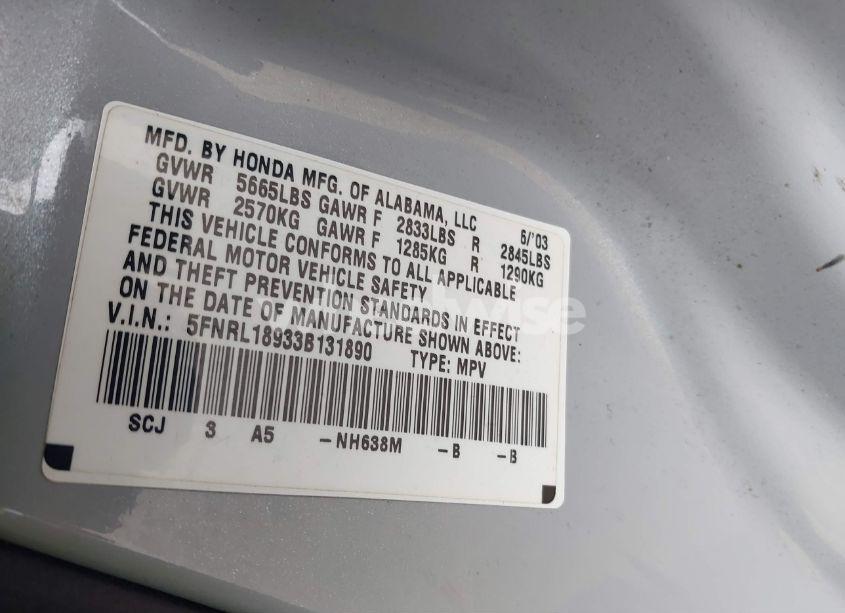 MFD. BY HONDA MFG. OF ALABAMA, LLC 6/'03
GVWR 5665LBS GAWR F 2833LBS R 2845LBS
GVWR 2570KG GAWR F 1285KG R 1290KG
THIS VEHICLE CONFORMS TO ALL APPLICABLE
FEDERAL MOTOR VEHICLE SAFETY
AND THEFT PREVENTION STANDARDS IN EFFECT
ON THE DATE OF MANUFACTURE SHOWN ABOVE:
V.I.N.: 5FNRL18933B131890 TYPE: MPV
SCJ 3 A5 -NH638M -B -B